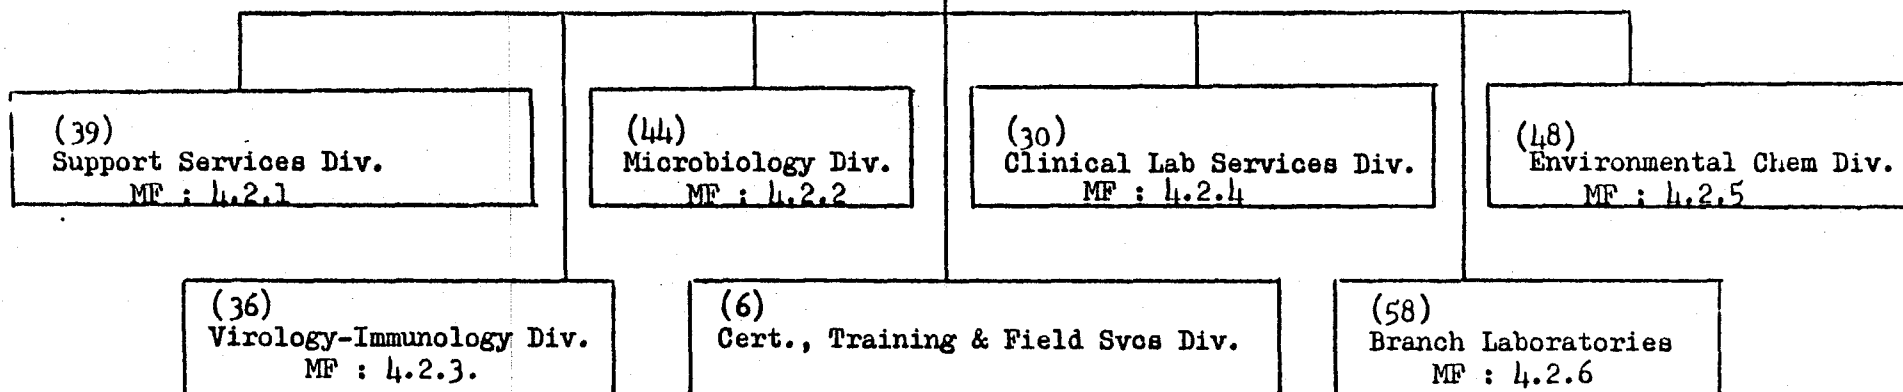 (39)
Support Services Div.
MF : 4.2.1
(44)
Microbiology Div.
MF : 4.2.2
(30)
Clinical Lab Services Div.
MF : 4.2.4
(48)
Environmental Chem Div.
MF : 4.2.5
(36)
Virology-Immunology Div.
MF : 4.2.3.
(6)
Cert., Training & Field Svcs Div.
(58)
Branch Laboratories
MF : 4.2.6